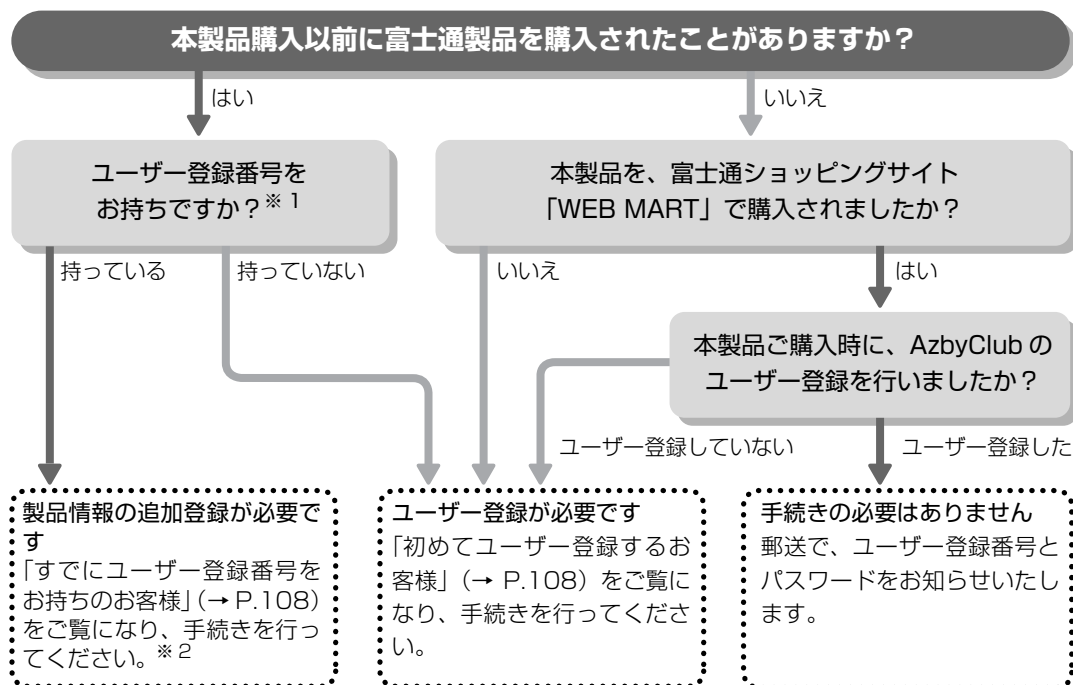 本製品購入以前に富士通製品を購入されたことがありますか？
はい
いいえ
ユーザー登録番号を
お持ちですか？※1
本製品を、富士通ショッピングサイト
「WEB MART」で購入されましたか？
持っている
持っていない
いいえ
はい
本製品ご購入時に、AzbyClub の
ユーザー登録を行いましたか？
ユーザー登録していない
ユーザー登録した
製品情報の追加登録が必要で
す
「すでにユーザー登録番号を
お持ちのお客様」（→ P.108）
をご覧になり、手続きを行っ
てください。※2
ユーザー登録が必要です
「初めてユーザー登録するお
客様」（→ P.108）をご覧に
なり、手続きを行ってくださ
い。
手続きの必要はありません
郵送で、ユーザー登録番号と
パスワードをお知らせいたし
ます。